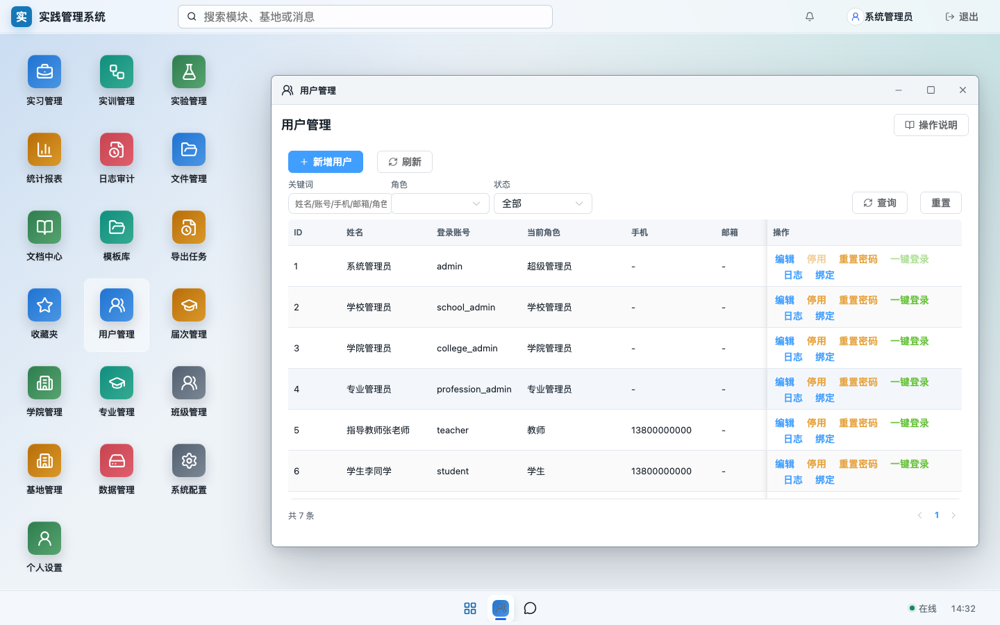 实 实践管理系统 搜索模块、基地或消息 系统管理员 退出
实习管理 实训管理 实验管理
统计报表 日志审计 文件管理
文档中心 模板库 导出任务
收藏夹 用户管理 届次管理
学院管理 专业管理 班级管理
基地管理 数据管理 系统配置
个人设置
用户管理
用户管理 操作说明
新增用户 刷新
关键词 角色 状态
姓名/账号/手机/邮箱/角色 全部 查询 重置
ID 姓名 登录账号 当前角色 手机 邮箱 操作
1 系统管理员 admin 超级管理员 - - 编辑 停用 重置密码 一键登录
日志 绑定
2 学校管理员 school_admin 学校管理员 - - 编辑 停用 重置密码 一键登录
日志 绑定
3 学院管理员 college_admin 学院管理员 - - 编辑 停用 重置密码 一键登录
日志 绑定
4 专业管理员 profession_admin 专业管理员 - - 编辑 停用 重置密码 一键登录
日志 绑定
5 指导教师张老师 teacher 教师 13800000000 - 编辑 停用 重置密码 一键登录
日志 绑定
6 学生李同学 student 学生 13800000000 - 编辑 停用 重置密码 一键登录
日志 绑定
共 7 条 1
在线 14:32